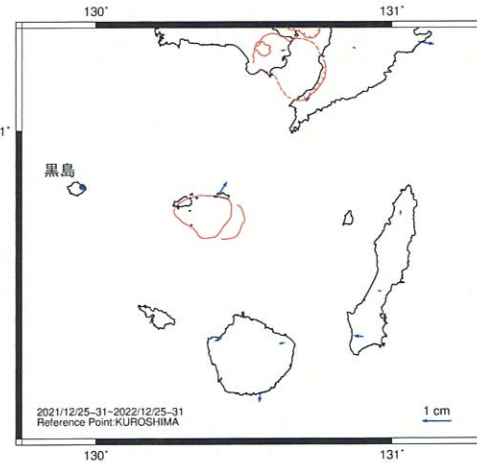 130° 131°
1°
黒島
2021/12/25-31~2022/12/25-31
Reference Point:KUROSHIMA
1 cm
130° 131°